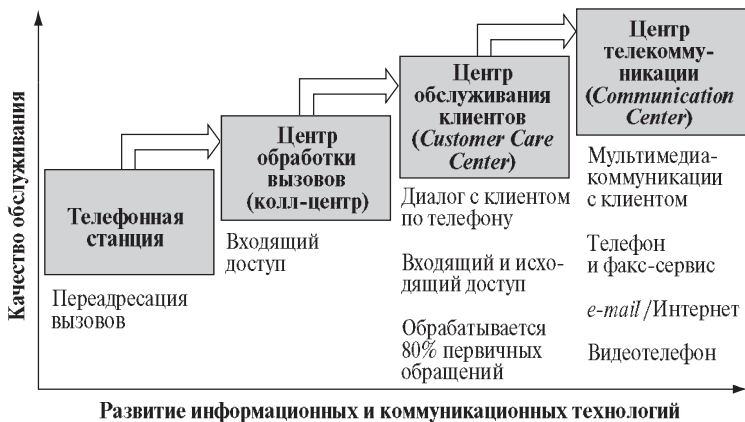 Качество обслуживания
Телефонная
станция
Переадресация
вызовов
Центр
обработки
вызовов
(колл-центр)
Входящий
доступ
Центр
обслуживания
клиентов
(Customer Care
Center)
Диалог с клиентом
по телефону
Входящий и исхо-
дящий доступ
Обрабатывается
80% первичных
обращений
Центр
телекомму-
никации
(Communication
Center)
Мультимедиа-
коммуникации
с клиентом
Телефон
и факс-сервис
e-mail/Интернет
Видеотелефон
Развитие информационных и коммуникационных технологий